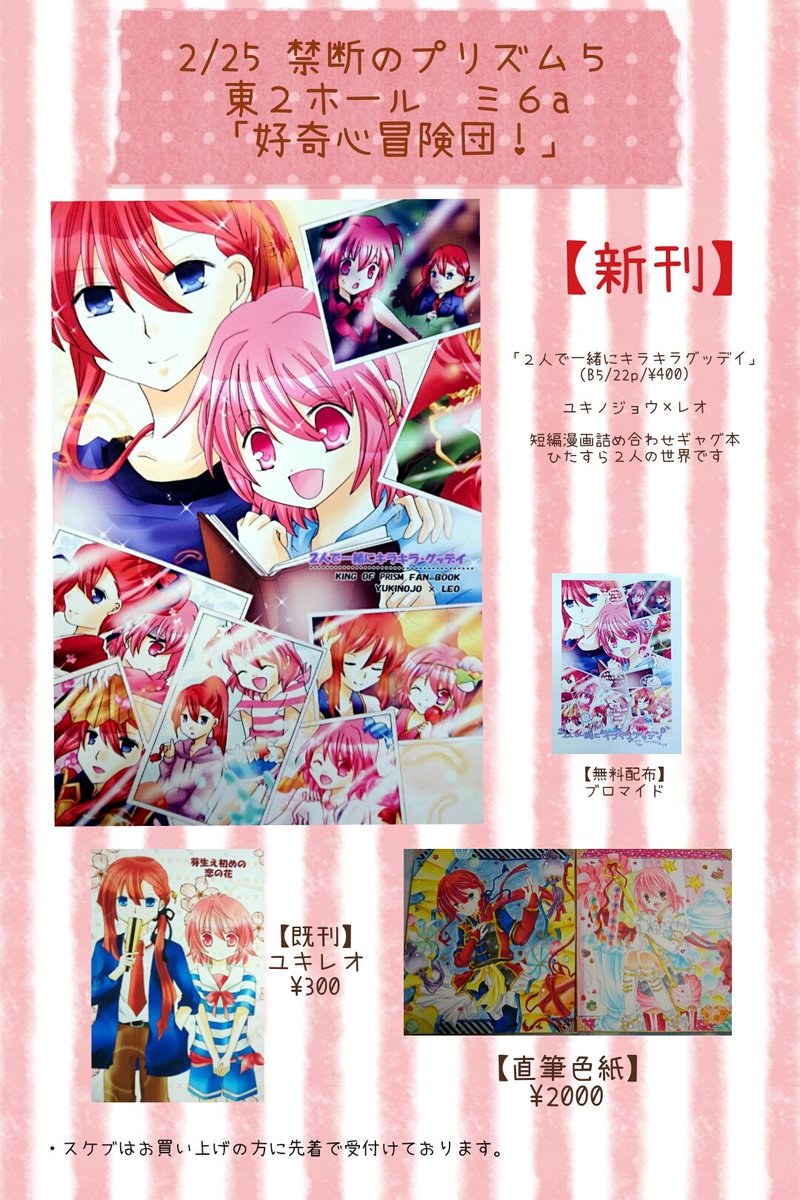 2/25 禁断のプリズム5
東2ホール ミ6a
「好奇心冒険団!」
【新刊】
「2人で一緒にキラキラグッデイ」
(B5/22p/¥400)
ユキノジョウ×レオ
短編漫画詰め合わせギャグ本
ひたすら2人の世界です
2人で一緒にキラキラ・グッデイ
KING OF PRISM FAN BOOK
YUKINOJO × LEO
【無料配布】
ブロマイド
芽生え初めの
恋の花
【既刊】
ユキレオ
¥300
【直筆色紙】
¥2000
・スケブはお買い上げの方に先着で受付けております。